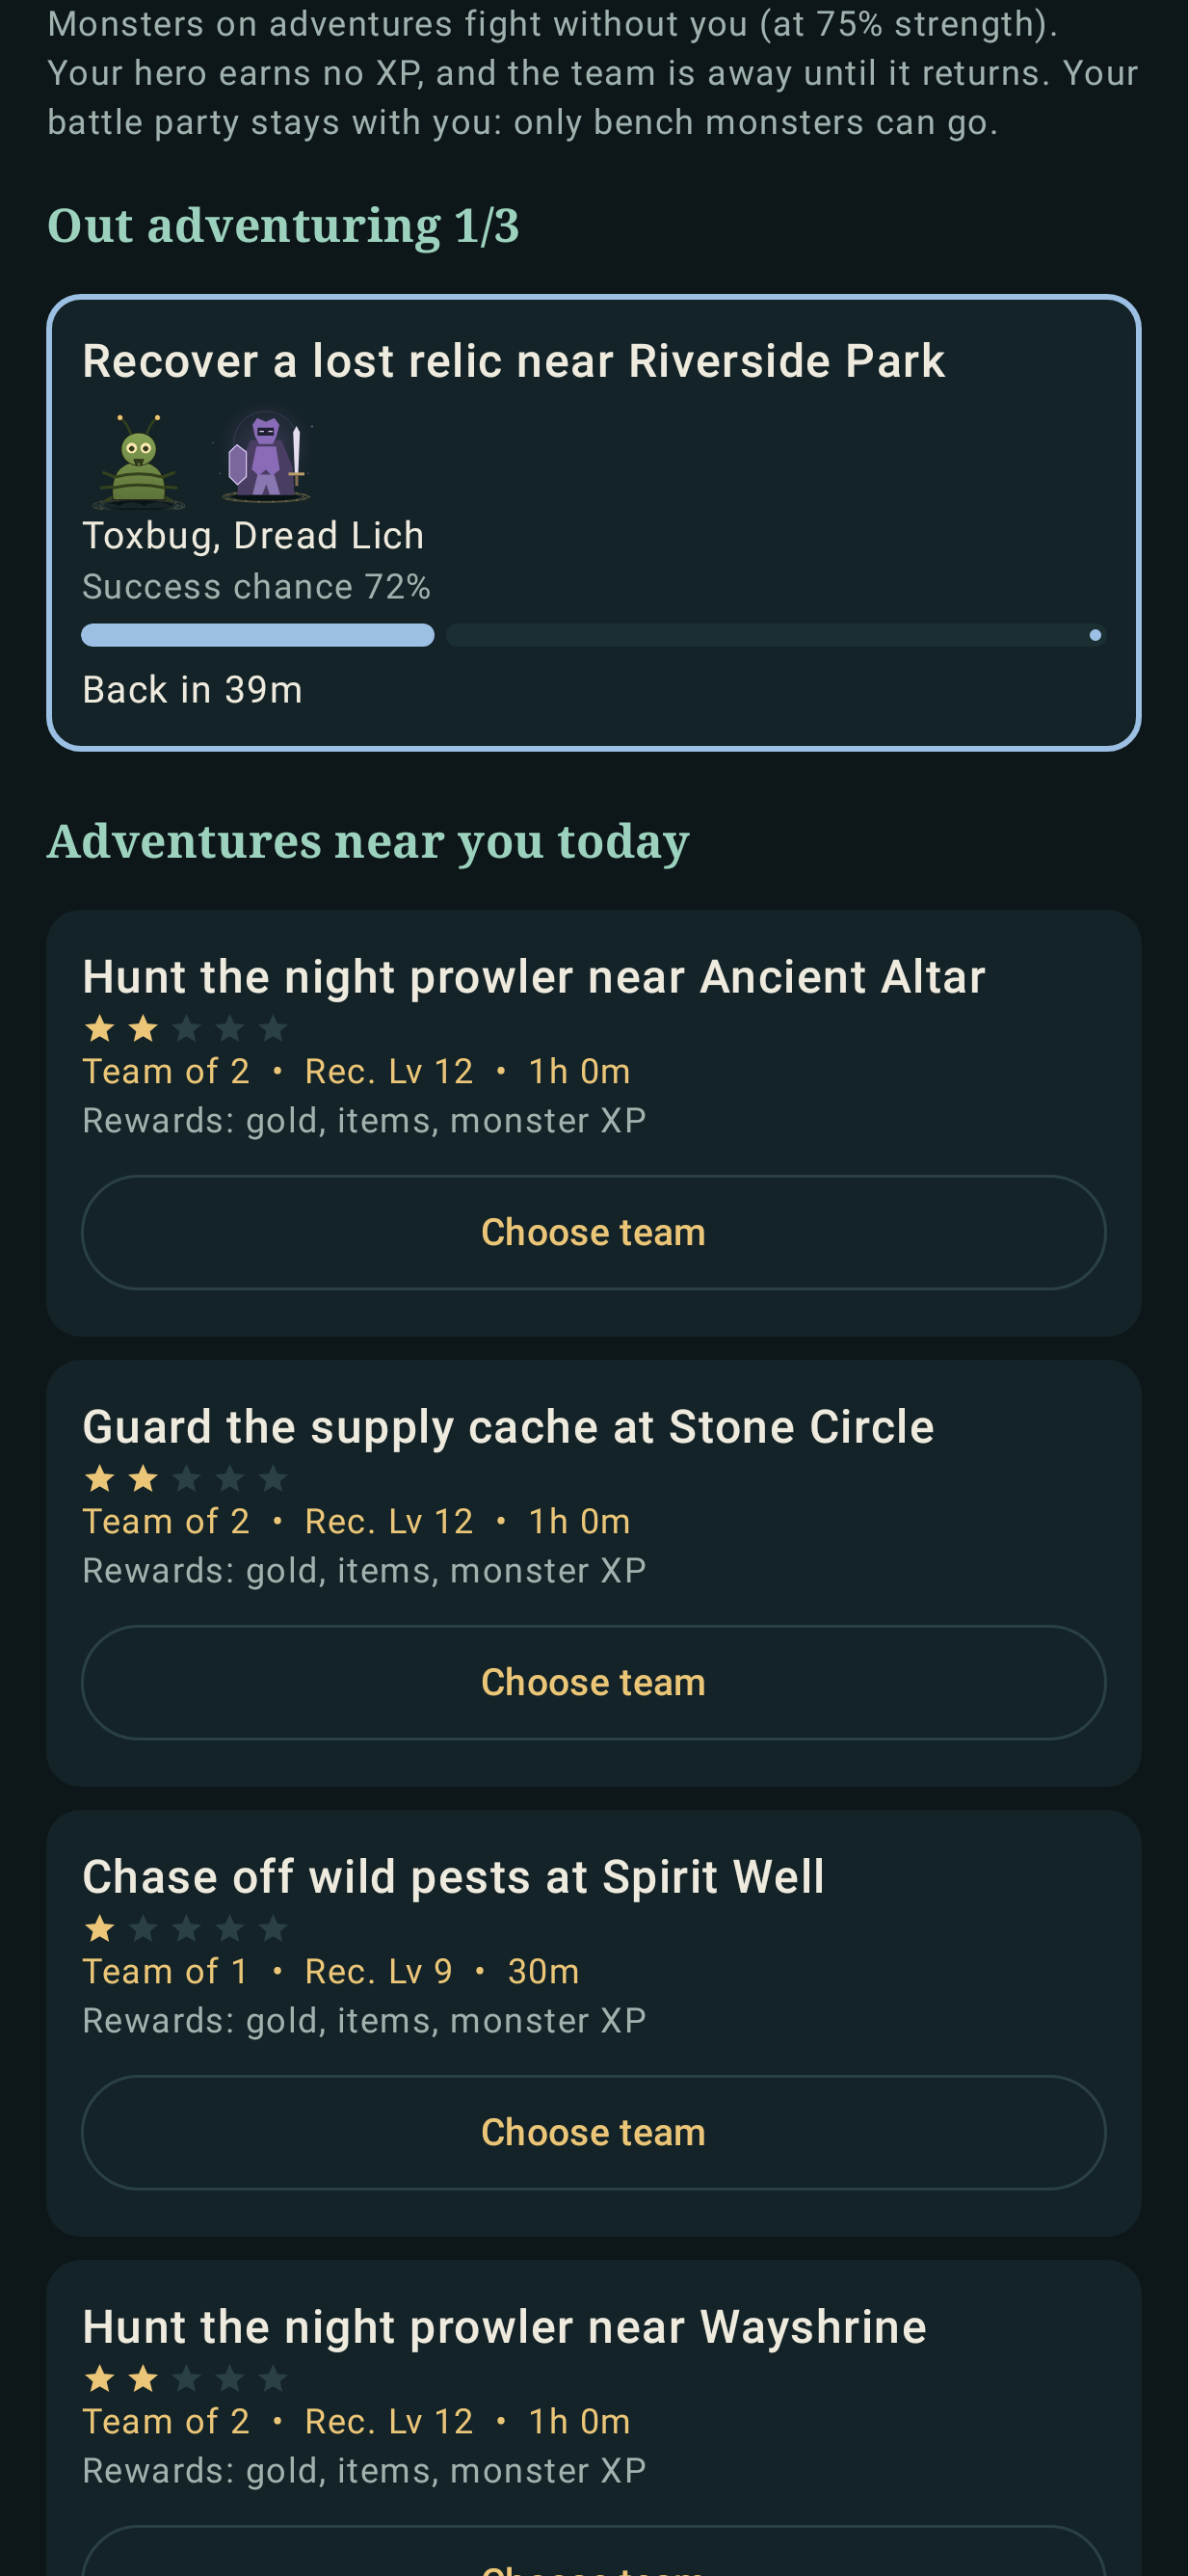 Monsters on adventures fight without you (at 75% strength).
Your hero earns no XP, and the team is away until it returns. Your
battle party stays with you: only bench monsters can go.
Out adventuring 1/3
Recover a lost relic near Riverside Park
Toxbug, Dread Lich
Success chance 72%
Back in 39m
Adventures near you today
Hunt the night prowler near Ancient Altar
Team of 2 • Rec. Lv 12 • 1h 0m
Rewards: gold, items, monster XP
Choose team
Guard the supply cache at Stone Circle
Team of 2 • Rec. Lv 12 • 1h 0m
Rewards: gold, items, monster XP
Choose team
Chase off wild pests at Spirit Well
Team of 1 • Rec. Lv 9 • 30m
Rewards: gold, items, monster XP
Choose team
Hunt the night prowler near Wayshrine
Team of 2 • Rec. Lv 12 • 1h 0m
Rewards: gold, items, monster XP